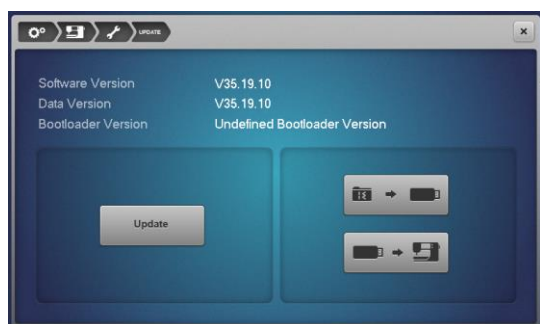 UPDATE
Software Version V35.19.10
Data Version V35.19.10
Bootloader Version Undefined Bootloader Version
Update